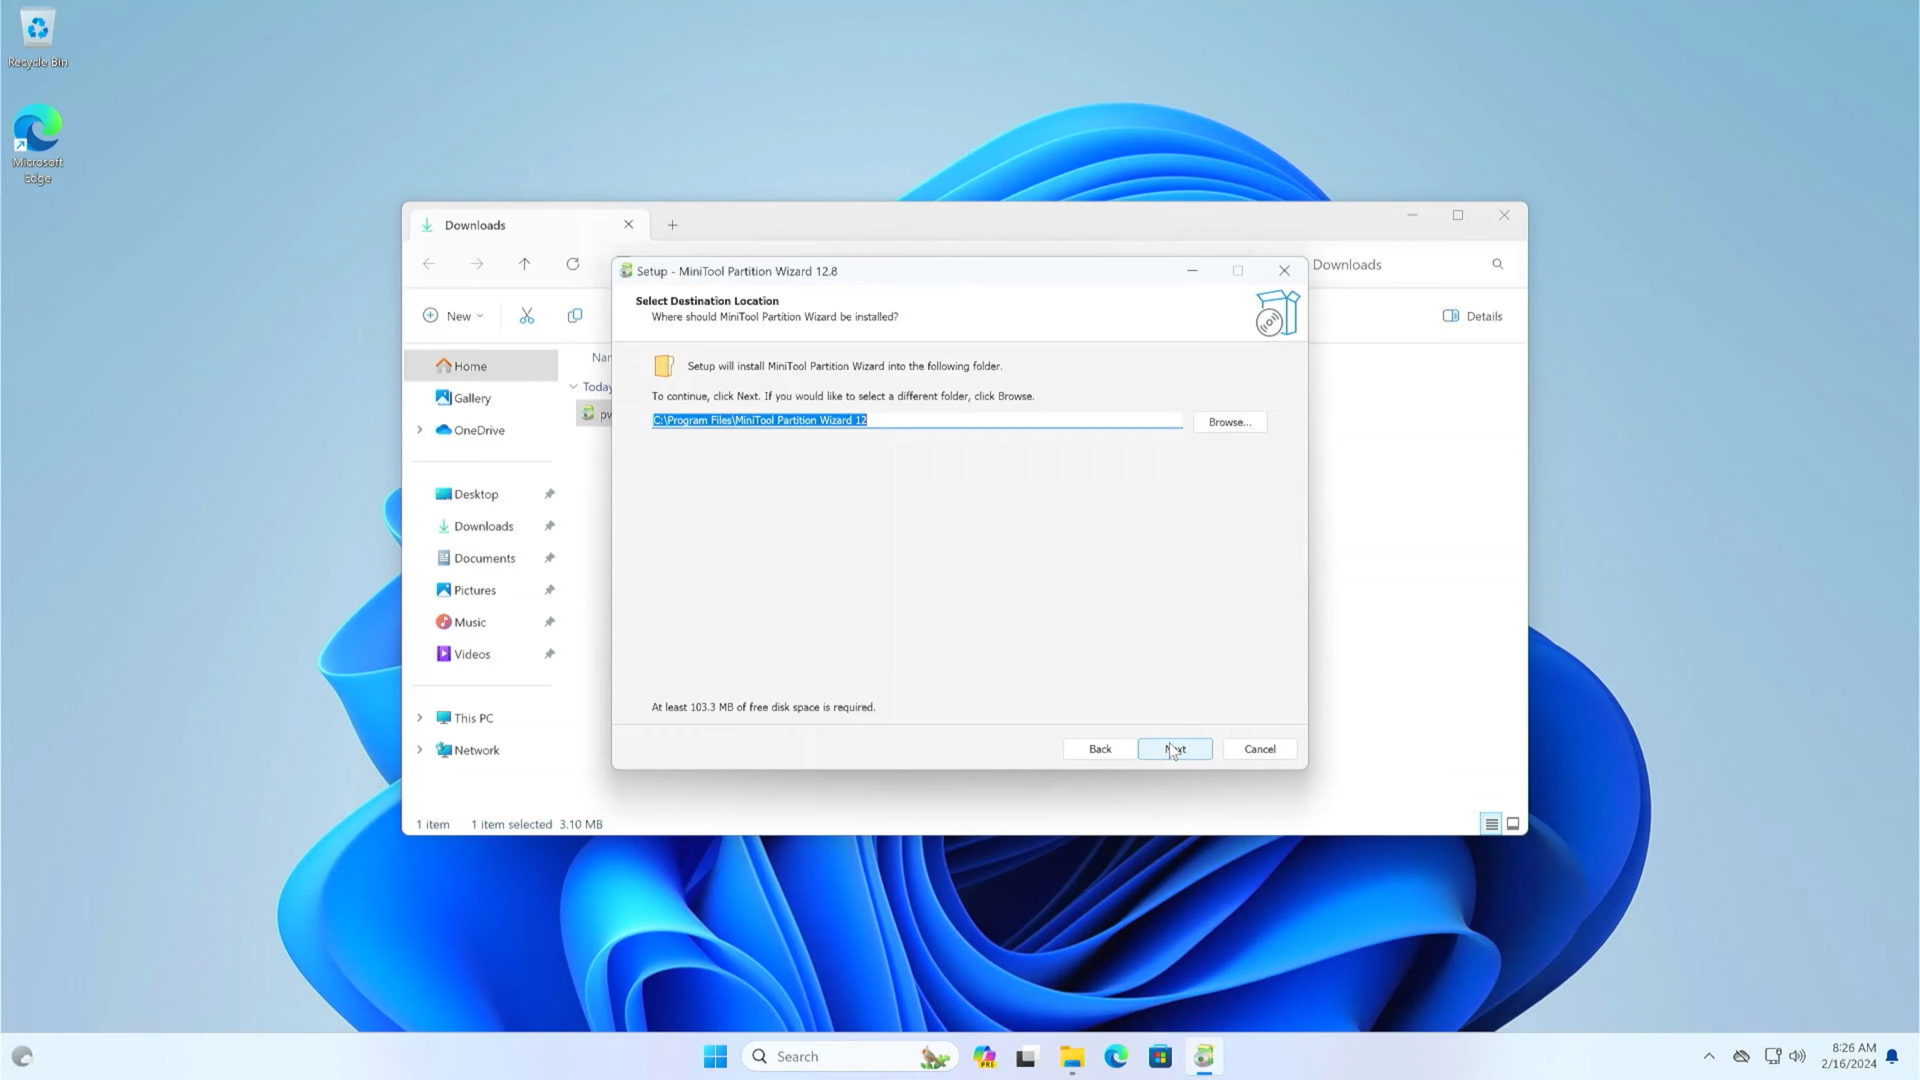 Recycle Bin
Microsoft
Edge
Downloads
Downloads
New
Details
Home
Gallery
OneDrive
Desktop
Downloads
Documents
Pictures
Music
Videos
This PC
Network
Today
1 item
1 item selected 3.10 MB
Setup - MiniTool Partition Wizard 12.8
Select Destination Location
Where should MiniTool Partition Wizard be installed?
Setup will install MiniTool Partition Wizard into the following folder.
To continue, click Next. If you would like to select a different folder, click Browse.
C:\Program Files\MiniTool Partition Wizard 12
Browse...
At least 103.3 MB of free disk space is required.
Back
Next
Cancel
Search
PRE
8:26 AM
2/16/2024